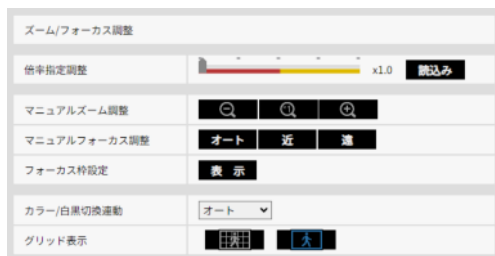 ズーム/フォーカス調整
倍率指定調整 x1.0 読込み
マニュアルズーム調整
マニュアルフォーカス調整 オート 近 遠
フォーカス枠設定 表 示
カラー/白黒切換連動 オート
グリッド表示